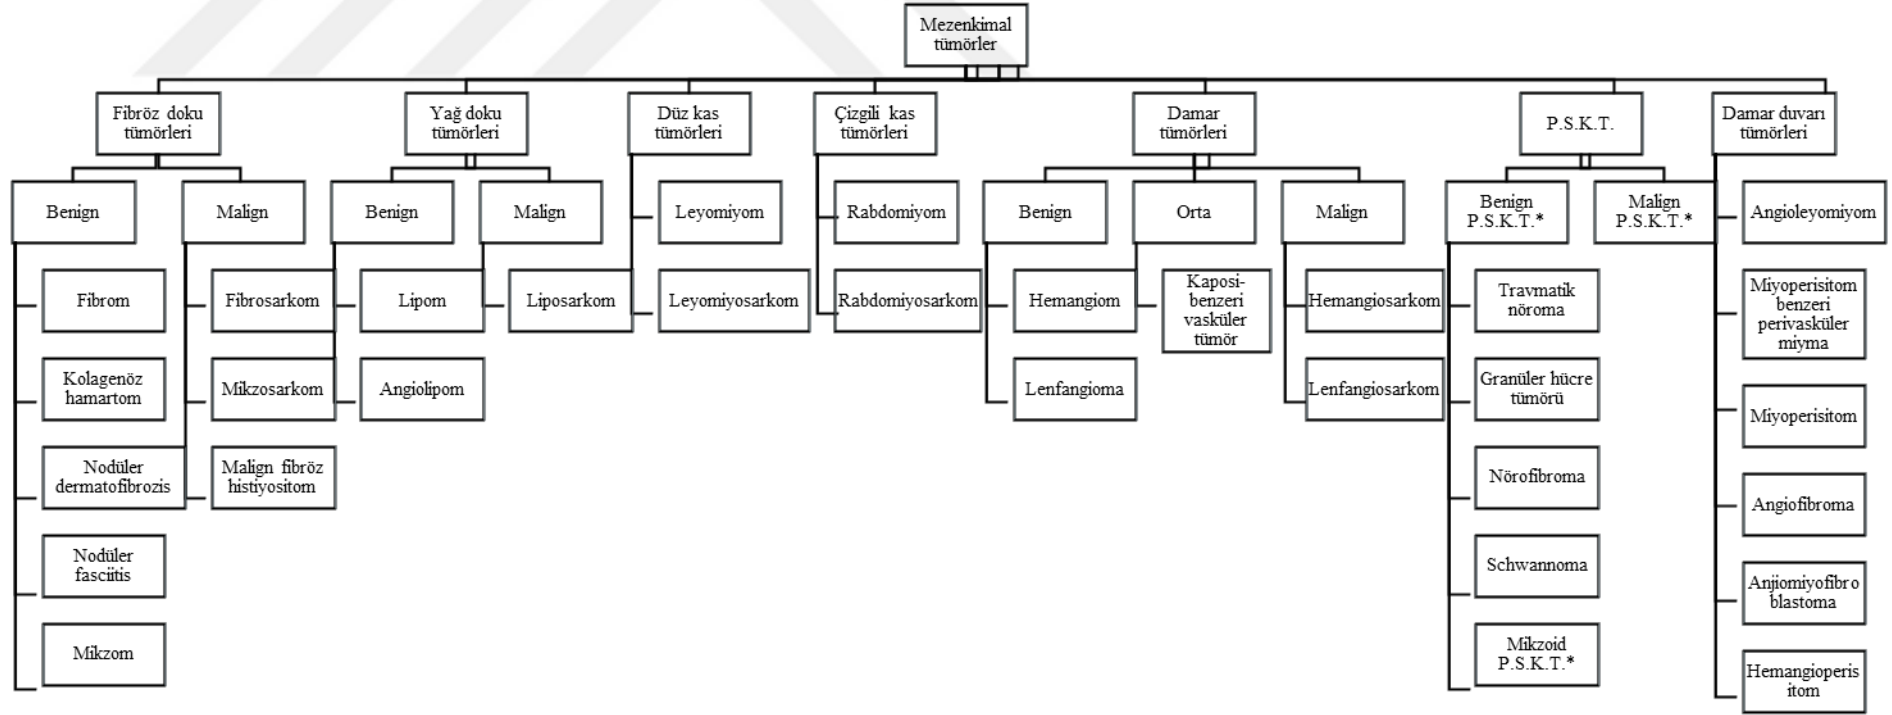 Mezenkimal
tümörler
Fibröz doku
tümörleri
Yağ doku
tümörleri
Düz kas
tümörleri
Çizgili kas
tümörleri
Damar
tümörleri
P.S.K.T.
Damar duvarı
tümörleri
Benign
Malign
Benign
Malign
Leyomiyom
Rabdomiyom
Benign
Orta
Malign
Benign
P.S.K.T.*
Malign
P.S.K.T.*
Angioleyomiyom
Fibrom
Fibrosarkom
Lipom
Liposarkom
Leyomiyosarkom
Rabdomiyosarkom
Hemangiom
Kaposi-
benzeri
vasküler
tümör
Hemangiosarkom
Travmatik
nöroma
Miyoperisitom
benzeri
perivasküler
miyma
Kolagenöz
hamartom
Mikzosarkom
Angiolipom
Lenfangioma
Lenfangiosarkom
Granüler hücre
tümörü
Miyoperisitom
Nodüler
dermatofibrozis
Malign fibröz
histiyositom
Nörofibroma
Angiofibroma
Nodüler
fasciitis
Schwannoma
Anjiomiyofibro
blastoma
Mikzom
Mikzoid
P.S.K.T.*
Hemangioperis
itom